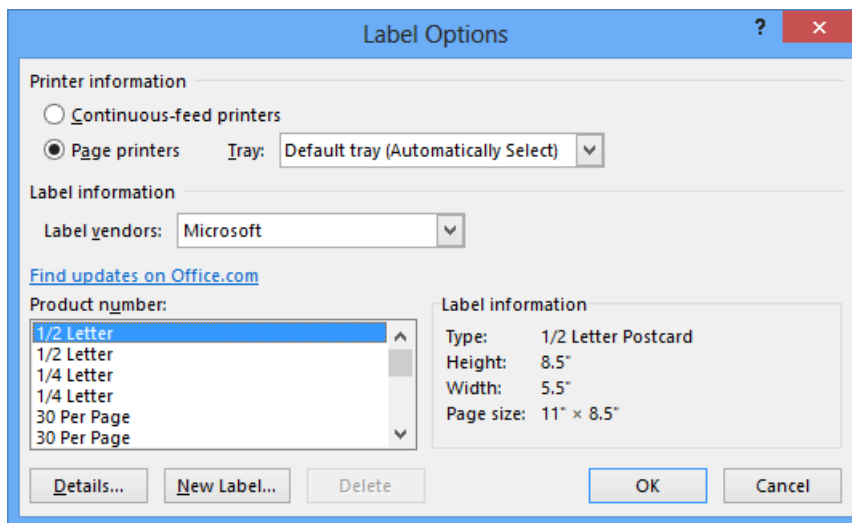 Label Options
?
Printer information
Continuous-feed printers
Page printers Tray: Default tray (Automatically Select)
Label information
Label vendors: Microsoft
Find updates on Office.com
Product number:
1/2 Letter
1/2 Letter
1/4 Letter
1/4 Letter
30 Per Page
30 Per Page
Label information
Type: 1/2 Letter Postcard
Height: 8.5"
Width: 5.5"
Page size: 11" × 8.5"
Details... New Label... Delete OK Cancel